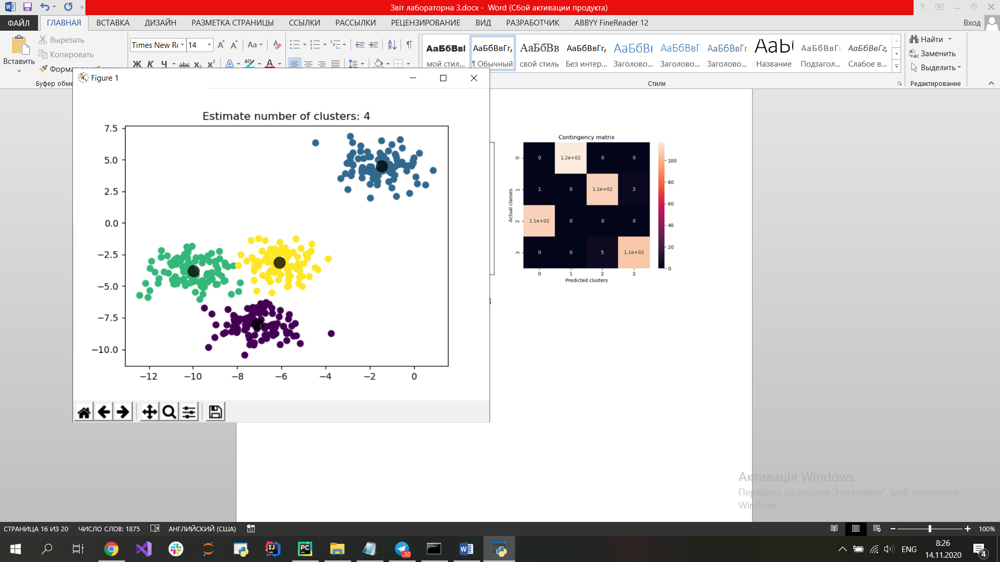 Звіт лабораторна 3.docx - Word (Сбой активации продукта)
ФАЙЛ ГЛАВНАЯ ВСТАВКА ДИЗАЙН РАЗМЕТКА СТРАНИЦЫ ССЫЛКИ РАССЫЛКИ РЕЦЕНЗИРОВАНИЕ ВИД РАЗРАБОТЧИК ABBYY FineReader 12 Вход
Вставить
Вырезать
Копировать
Times New Rc 14
Aa
Ж К Ч abc x₂ x²
АаБбВвІ АаБбВвГг, АаБбВв АаБбВвГг, АаБбВв АаБбВвГ АаБбВвГг АаБ АаБбВвГг АаБбВвГг,
мой стил... ¶ Обычный свой стиль Без интер... Заголово... Заголово... Заголово... Название Подзагол... Слабое в...
Стили
Найти
Заменить
Выделить
Редактирование
Figure 1
Estimate number of clusters: 4
7.5
5.0
2.5
0.0
−2.5
−5.0
−7.5
−10.0
−12 −10 −8 −6 −4 −2 0
Contingency matrix
Actual classes
0 0 1.2e+02 0 0
1 1 0 1.1e+02 3
2 1.1e+02 0 0 0
3 0 0 5 1.1e+02
0 1 2 3
Predicted clusters
100
80
60
40
20
0
Активація Windows
Перейдіть до розділу "Настройки", щоб активувати
Windows.
СТРАНИЦА 16 ИЗ 20 ЧИСЛО СЛОВ: 1875 АНГЛИЙСКИЙ (США) 100%
ENG
8:26
14.11.2020
4